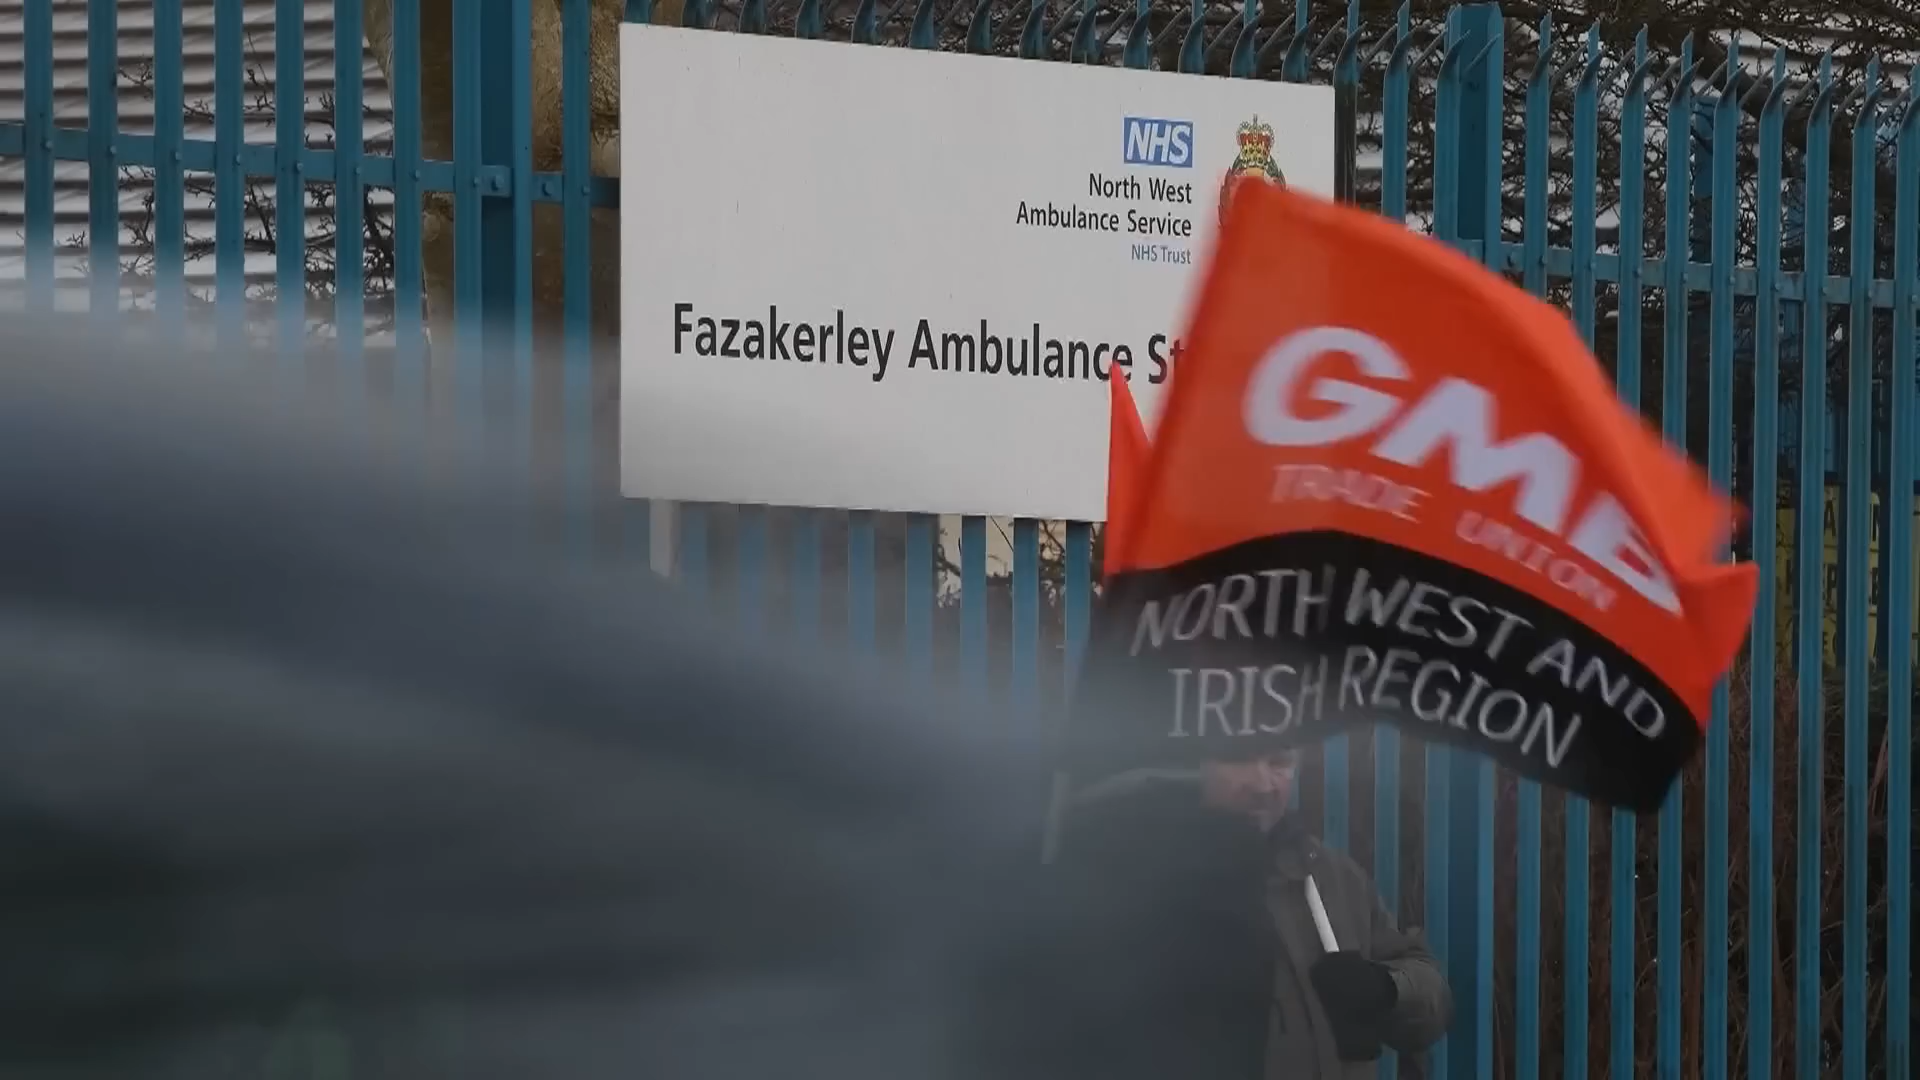 NHS
North West
Ambulance Service
NHS Trust
Fazakerley Ambulance St
GMB
TRADE UNION
NORTH WEST AND
IRISH REGION